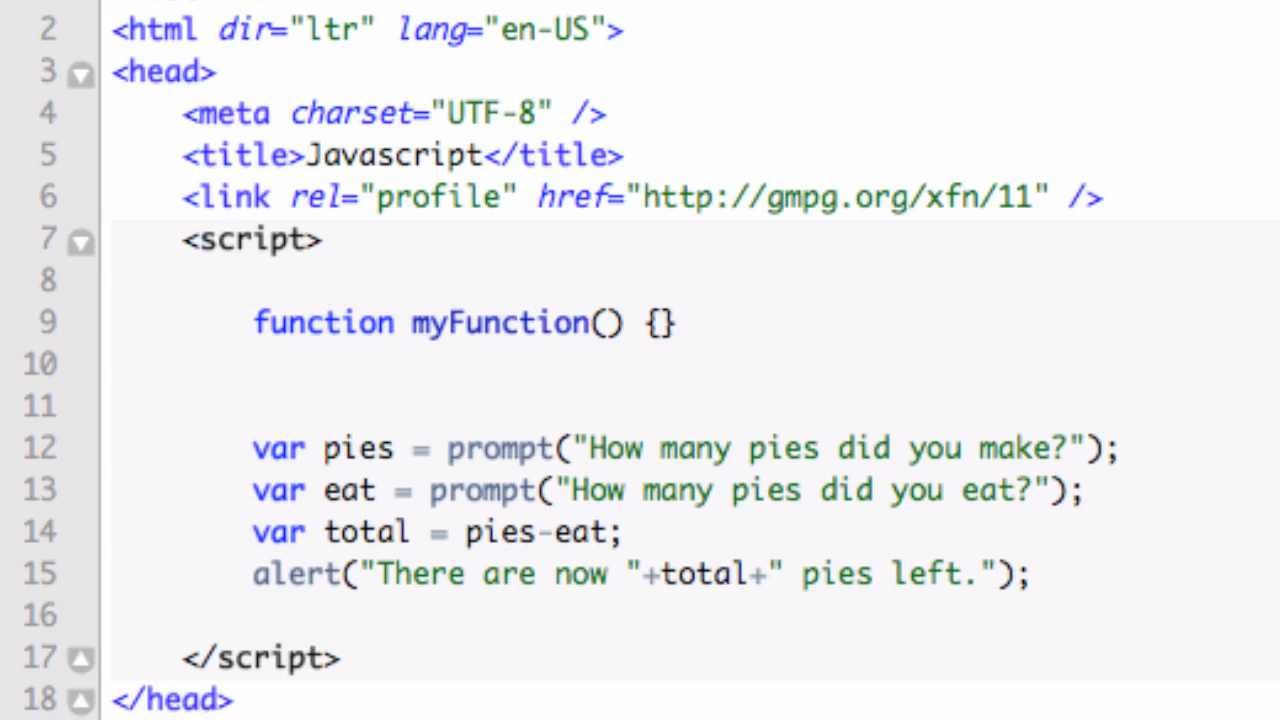 2 <html dir="ltr" lang="en-US">
3 <head>
4 <meta charset="UTF-8" />
5 <title>Javascript</title>
6 <link rel="profile" href="http://gmpg.org/xfn/11" />
7 <script>
8
9 function myFunction() {}
10
11
12 var pies = prompt("How many pies did you make?");
13 var eat = prompt("How many pies did you eat?");
14 var total = pies-eat;
15 alert("There are now "+total+" pies left.");
16
17 </script>
18 </head>